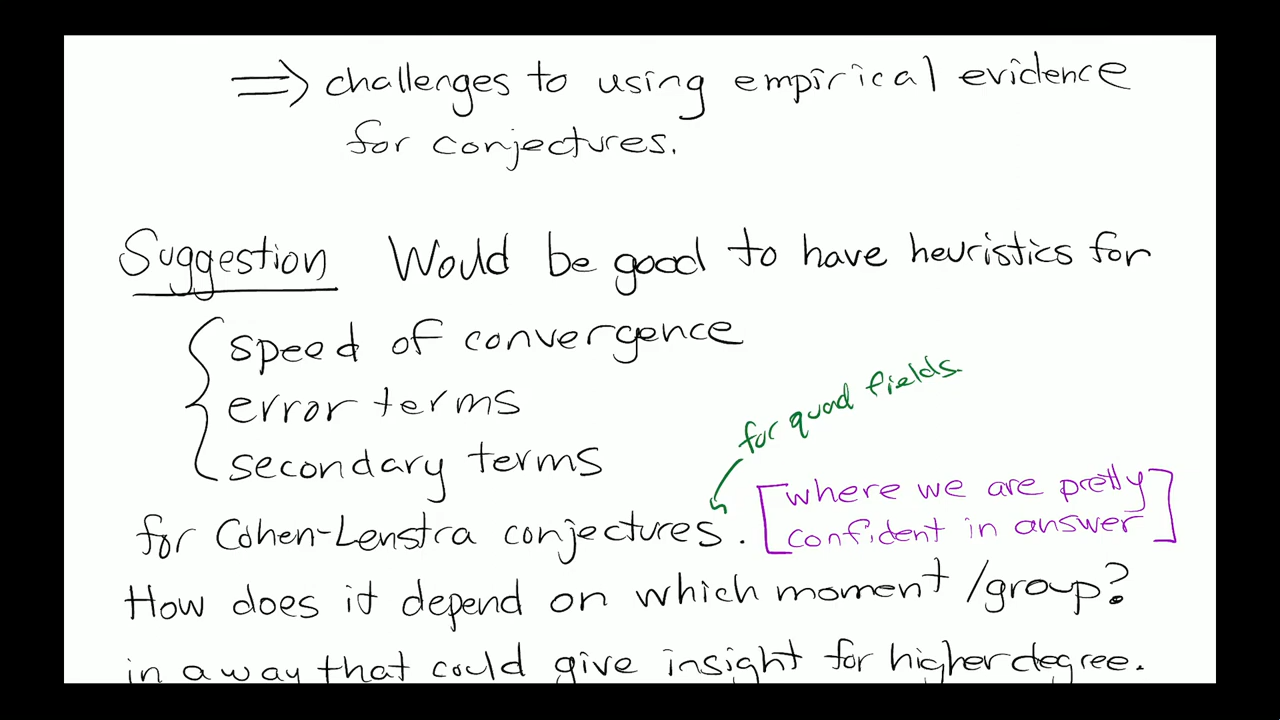 ⟹ challenges to using empirical evidence
for conjectures.
Suggestion Would be good to have heuristics for
speed of convergence
error terms
secondary terms
for quad fields.
for Cohen-Lenstra conjectures. [where we are pretty
confident in answer]
How does it depend on which moment /group?
in a way that could give insight for higher degree.